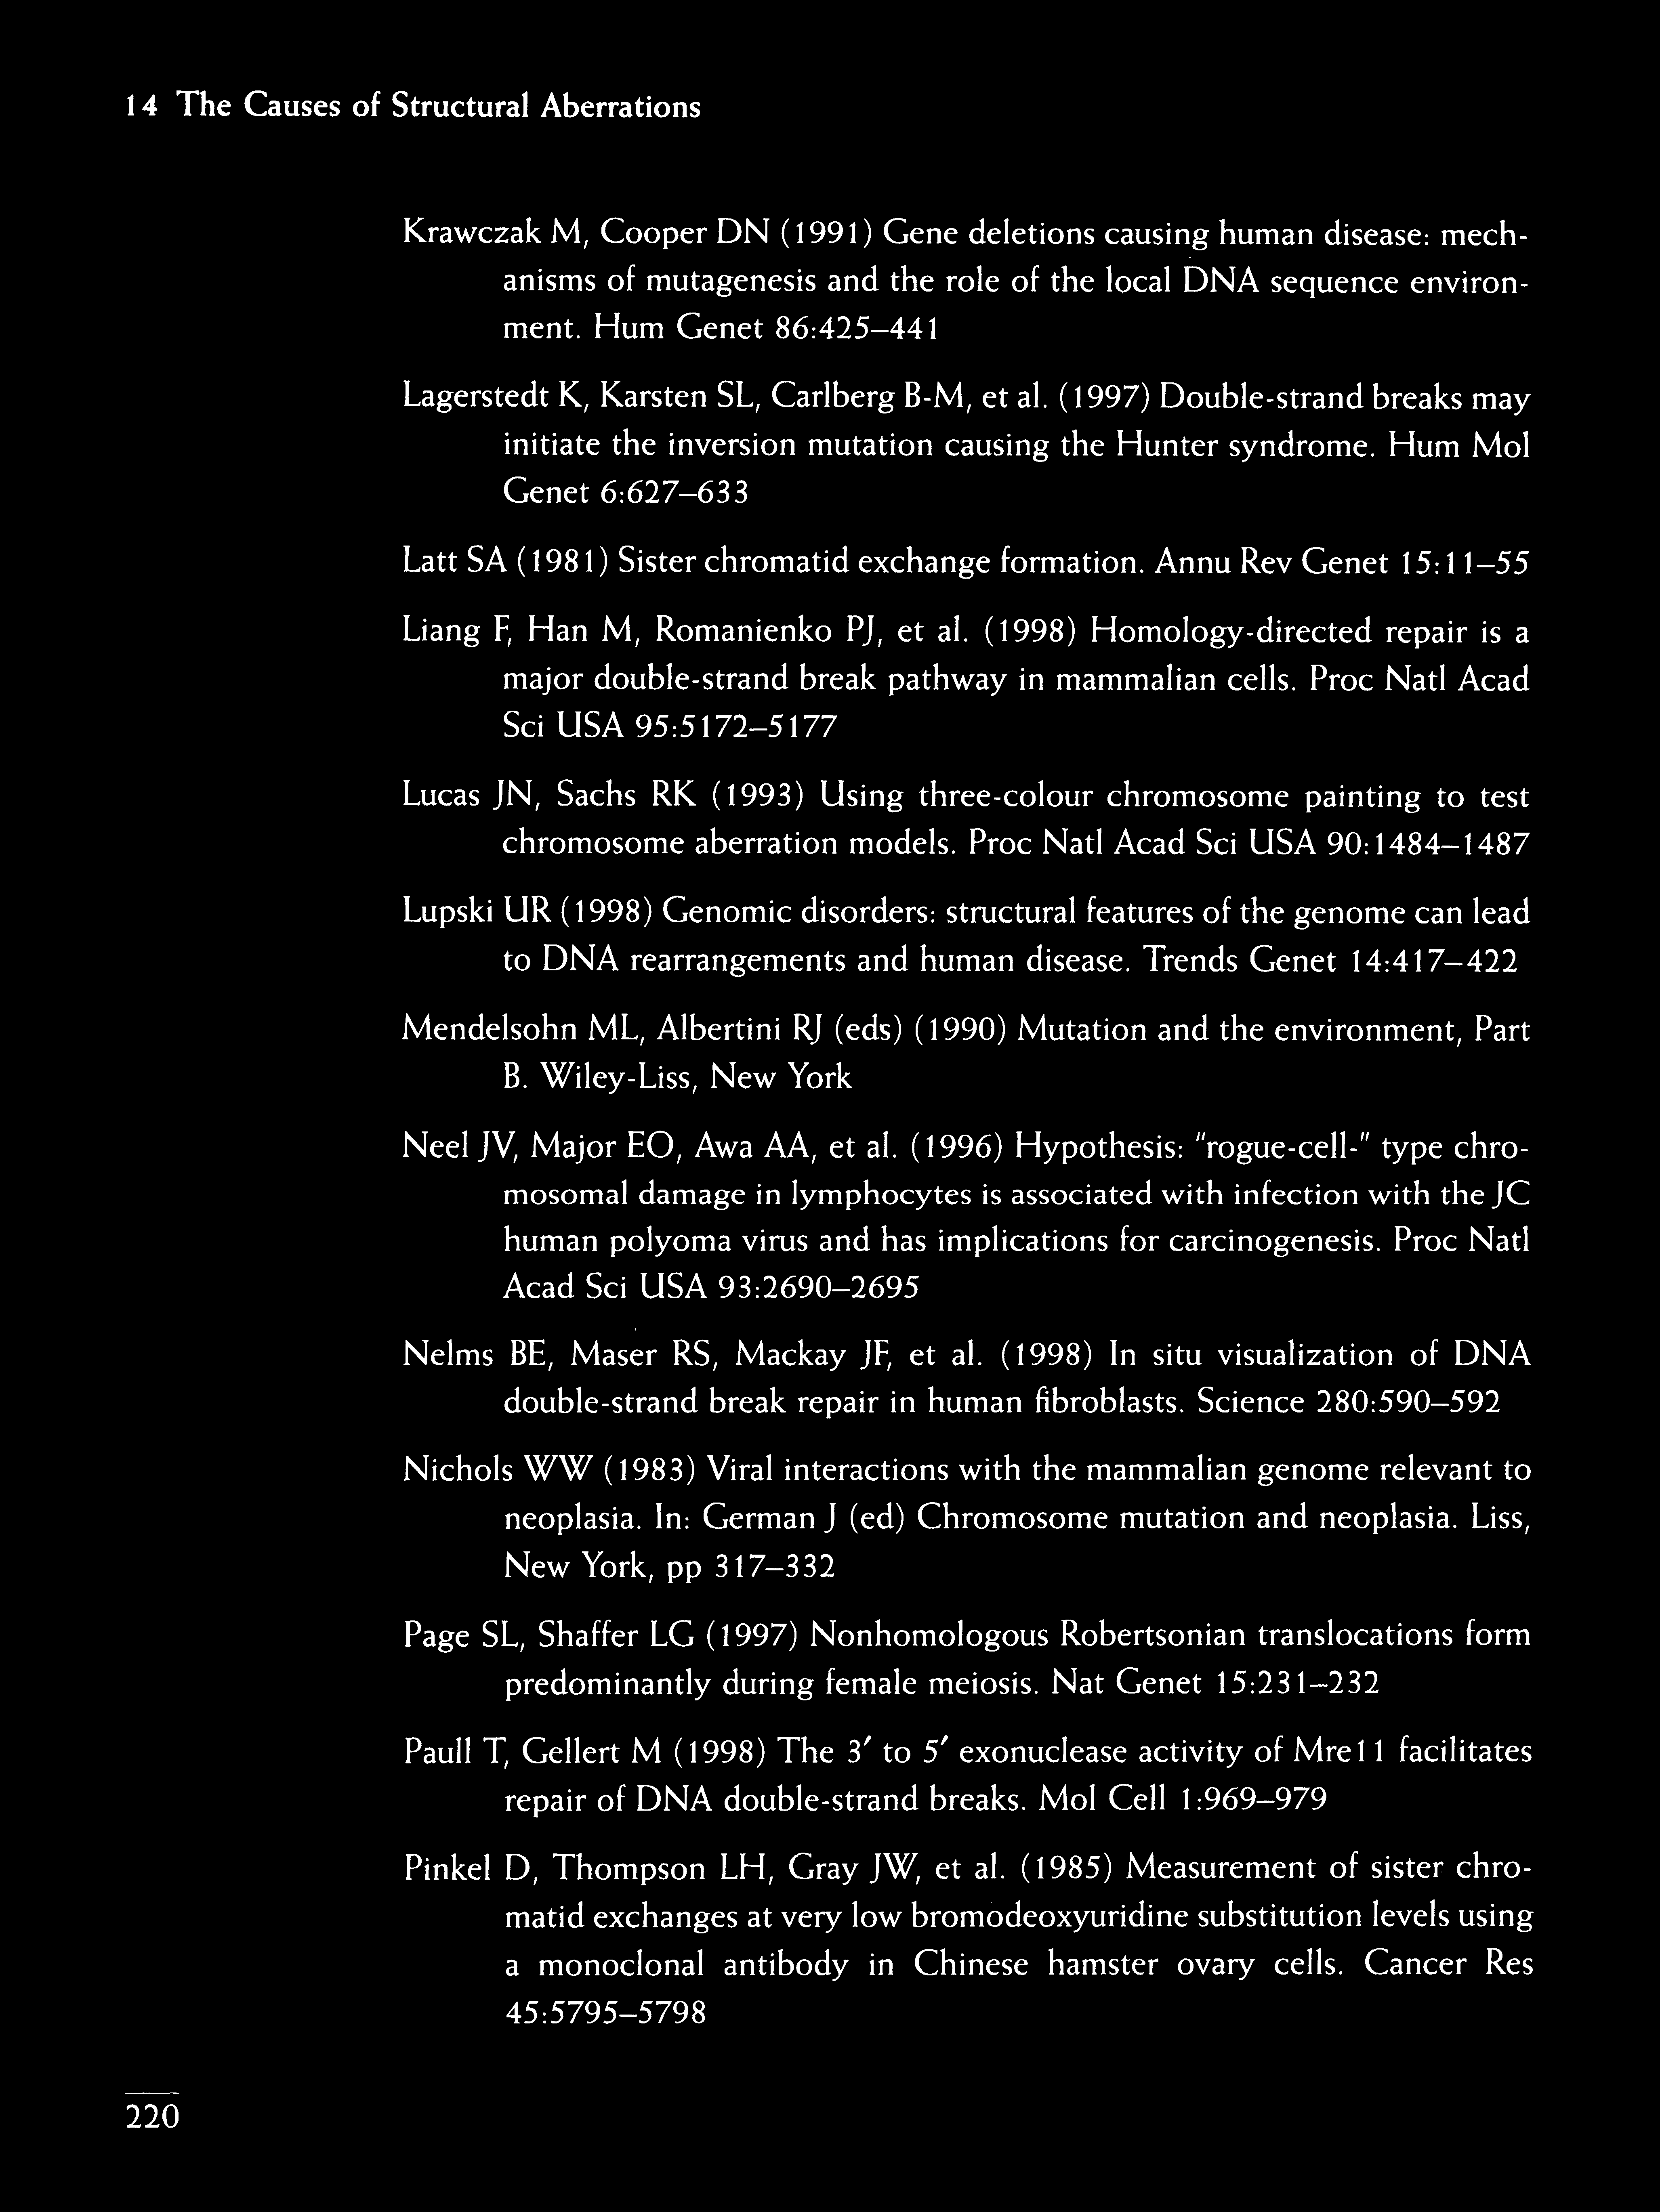 14 The Causes of Structural Aberrations
Krawczak M, Cooper DN (1991) Gene deletions causing human disease: mech-
anisms of mutagenesis and the role of the local DNA sequence environ-
ment. Hum Genet 86:425–441
Lagerstedt K, Karsten SL, Carlberg B-M, et al. (1997) Double-strand breaks may
initiate the inversion mutation causing the Hunter syndrome. Hum Mol
Genet 6:627–633
Latt SA (1981) Sister chromatid exchange formation. Annu Rev Genet 15:11–55
Liang F, Han M, Romanienko PJ, et al. (1998) Homology-directed repair is a
major double-strand break pathway in mammalian cells. Proc Natl Acad
Sci USA 95:5172–5177
Lucas JN, Sachs RK (1993) Using three-colour chromosome painting to test
chromosome aberration models. Proc Natl Acad Sci USA 90:1484–1487
Lupski UR (1998) Genomic disorders: structural features of the genome can lead
to DNA rearrangements and human disease. Trends Genet 14:417–422
Mendelsohn ML, Albertini RJ (eds) (1990) Mutation and the environment, Part
B. Wiley-Liss, New York
Neel JV, Major EO, Awa AA, et al. (1996) Hypothesis: "rogue-cell-" type chro-
mosomal damage in lymphocytes is associated with infection with the JC
human polyoma virus and has implications for carcinogenesis. Proc Natl
Acad Sci USA 93:2690–2695
Nelms BE, Maser RS, Mackay JF, et al. (1998) In situ visualization of DNA
double-strand break repair in human fibroblasts. Science 280:590–592
Nichols WW (1983) Viral interactions with the mammalian genome relevant to
neoplasia. In: German J (ed) Chromosome mutation and neoplasia. Liss,
New York, pp 317–332
Page SL, Shaffer LG (1997) Nonhomologous Robertsonian translocations form
predominantly during female meiosis. Nat Genet 15:231–232
Paull T, Gellert M (1998) The 3′ to 5′ exonuclease activity of Mre11 facilitates
repair of DNA double-strand breaks. Mol Cell 1:969–979
Pinkel D, Thompson LH, Gray JW, et al. (1985) Measurement of sister chro-
matid exchanges at very low bromodeoxyuridine substitution levels using
a monoclonal antibody in Chinese hamster ovary cells. Cancer Res
45:5795–5798
220